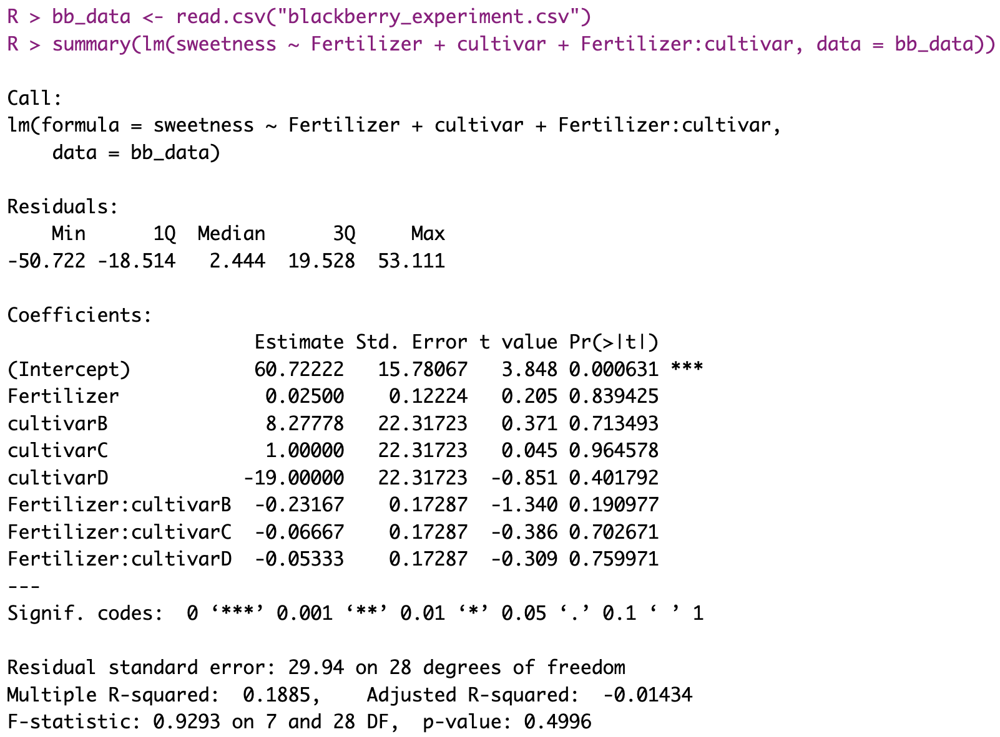 R > bb_data <- read.csv("blackberry_experiment.csv")
R > summary(lm(sweetness ~ Fertilizer + cultivar + Fertilizer:cultivar, data = bb_data))
Call:
lm(formula = sweetness ~ Fertilizer + cultivar + Fertilizer:cultivar,
    data = bb_data)
Residuals:
    Min      1Q  Median      3Q     Max
-50.722 -18.514   2.444  19.528  53.111
Coefficients:
                      Estimate Std. Error t value Pr(>|t|)
(Intercept)           60.72222   15.78067   3.848 0.000631 ***
Fertilizer             0.02500    0.12224   0.205 0.839425
cultivarB              8.27778   22.31723   0.371 0.713493
cultivarC              1.00000   22.31723   0.045 0.964578
cultivarD            -19.00000   22.31723  -0.851 0.401792
Fertilizer:cultivarB  -0.23167    0.17287  -1.340 0.190977
Fertilizer:cultivarC  -0.06667    0.17287  -0.386 0.702671
Fertilizer:cultivarD  -0.05333    0.17287  -0.309 0.759971
---
Signif. codes:  0 ‘***’ 0.001 ‘**’ 0.01 ‘*’ 0.05 ‘.’ 0.1 ‘ ’ 1
Residual standard error: 29.94 on 28 degrees of freedom
Multiple R-squared:  0.1885,    Adjusted R-squared:  -0.01434
F-statistic: 0.9293 on 7 and 28 DF,  p-value: 0.4996